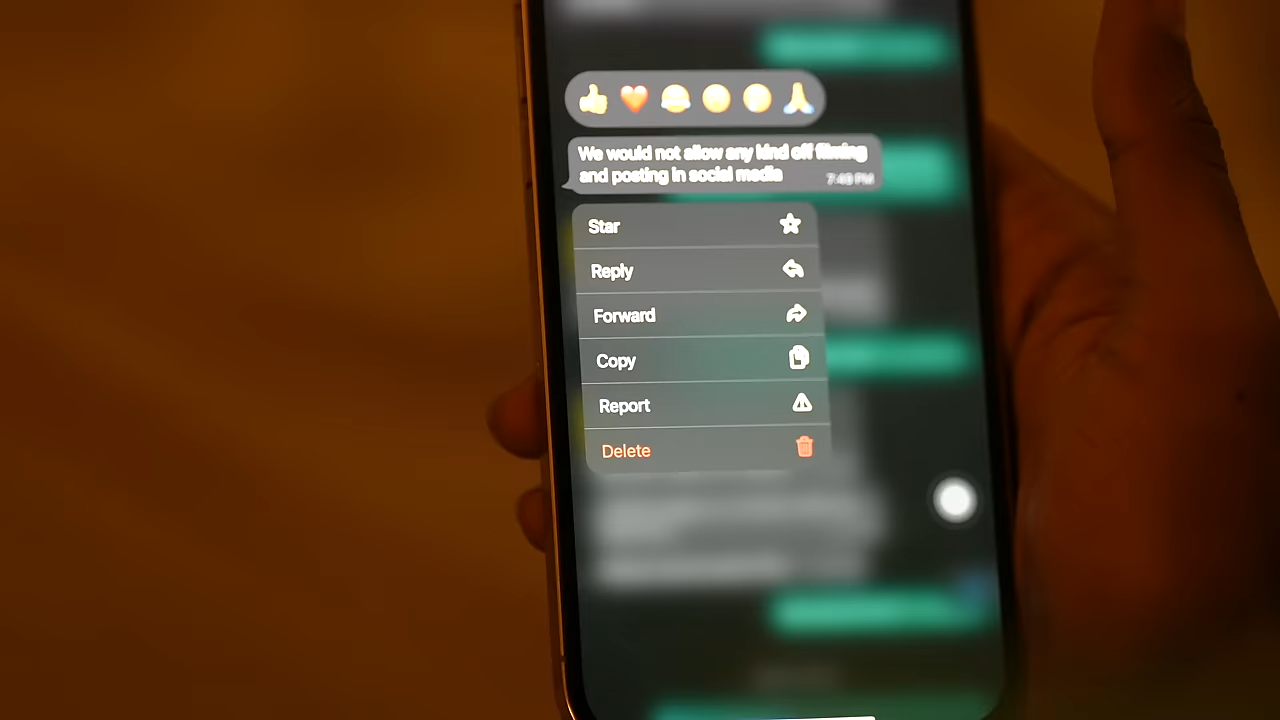 We would not allow any kind off filming
and posting in social media
7:49 PM
Star
Reply
Forward
Copy
Report
Delete